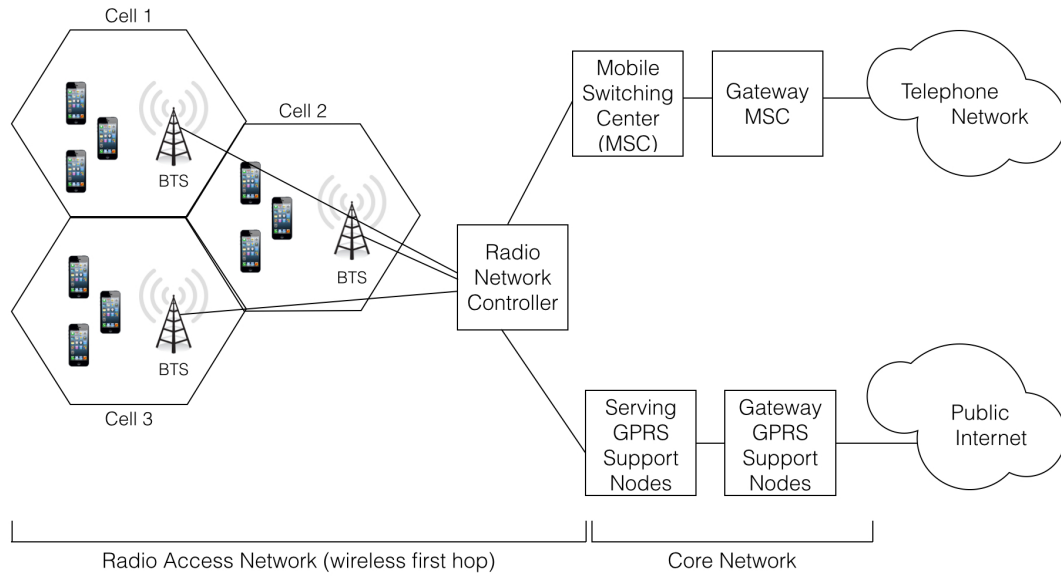 Cell 1
BTS
Cell 2
BTS
BTS
Cell 3
Radio
Network
Controller
Mobile
Switching
Center
(MSC)
Gateway
MSC
Telephone
Network
Serving
GPRS
Support
Nodes
Gateway
GPRS
Support
Nodes
Public
Internet
Radio Access Network (wireless first hop)
Core Network